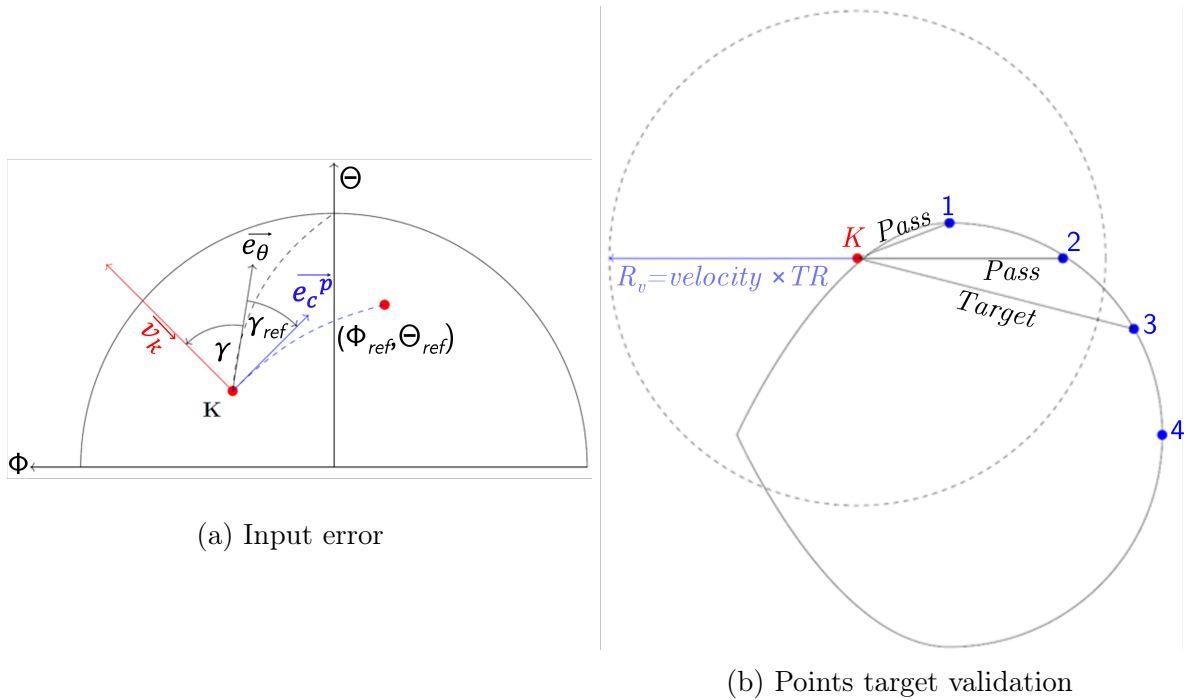 Θ
e_θ
e_c^p
v_k
γ
γ_ref
(Φ_ref,Θ_ref)
K
Φ
(a) Input error
K
Pass
1
2
Pass
R_v=velocity × TR
Target
3
4
(b) Points target validation